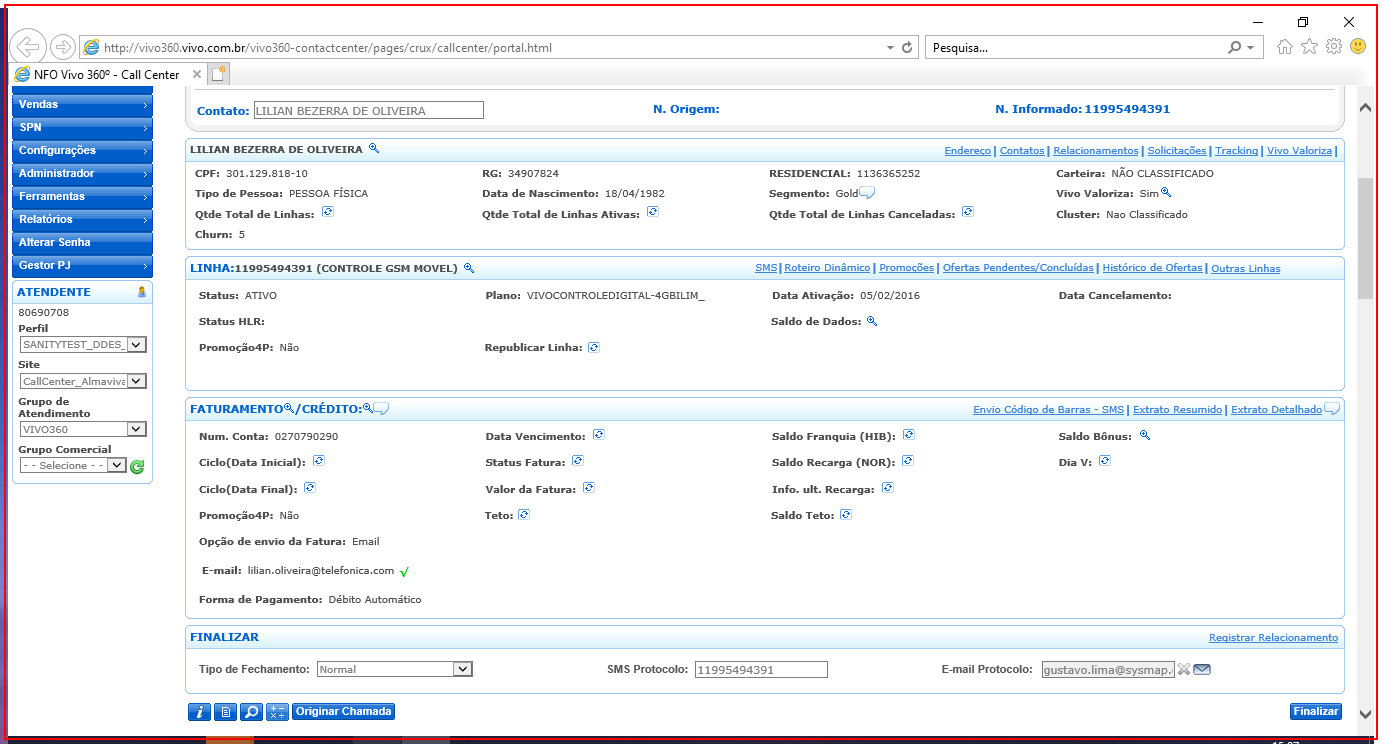 http://vivo360.vivo.com.br/vivo360-contactcenter/pages/crux/callcenter/portal.html
Pesquisa...
NFO Vivo 360º - Call Center
Vendas
SPN
Configurações
Administrador
Ferramentas
Relatórios
Alterar Senha
Gestor PJ
ATENDENTE
80690708
Perfil
SANITYTEST_DDES_
Site
CallCenter_Almaviva
Grupo de
Atendimento
VIVO360
Grupo Comercial
- - Selecione - -
Contato: LILIAN BEZERRA DE OLIVEIRA N. Origem: N. Informado: 11995494391
LILIAN BEZERRA DE OLIVEIRA Endereço | Contatos | Relacionamentos | Solicitações | Tracking | Vivo Valoriza |
CPF: 301.129.818-10 RG: 34907824 RESIDENCIAL: 1136365252 Carteira: NÃO CLASSIFICADO
Tipo de Pessoa: PESSOA FÍSICA Data de Nascimento: 18/04/1982 Segmento: Gold Vivo Valoriza: Sim
Qtde Total de Linhas: Qtde Total de Linhas Ativas: Qtde Total de Linhas Canceladas: Cluster: Nao Classificado
Churn: 5
LINHA:11995494391 (CONTROLE GSM MOVEL) SMS | Roteiro Dinâmico | Promoções | Ofertas Pendentes/Concluídas | Histórico de Ofertas | Outras Linhas
Status: ATIVO Plano: VIVOCONTROLEDIGITAL-4GBILIM_ Data Ativação: 05/02/2016 Data Cancelamento:
Status HLR: Saldo de Dados:
Promoção4P: Não Republicar Linha:
FATURAMENTO /CRÉDITO: Envio Código de Barras - SMS | Extrato Resumido | Extrato Detalhado
Num. Conta: 0270790290 Data Vencimento: Saldo Franquia (HIB): Saldo Bônus:
Ciclo(Data Inicial): Status Fatura: Saldo Recarga (NOR): Dia V:
Ciclo(Data Final): Valor da Fatura: Info. ult. Recarga:
Promoção4P: Não Teto: Saldo Teto:
Opção de envio da Fatura: Email
E-mail: lilian.oliveira@telefonica.com √
Forma de Pagamento: Débito Automático
FINALIZAR Registrar Relacionamento
Tipo de Fechamento: Normal SMS Protocolo: 11995494391 E-mail Protocolo: gustavo.lima@sysmap.
Originar Chamada Finalizar